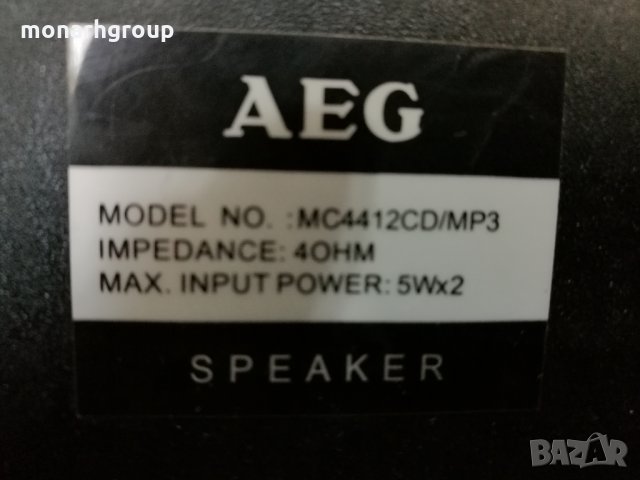 monarhgroup
AEG
MODEL NO. :MC4412CD/MP3
IMPEDANCE: 4OHM
MAX. INPUT POWER: 5Wx2
SPEAKER
BAZAR